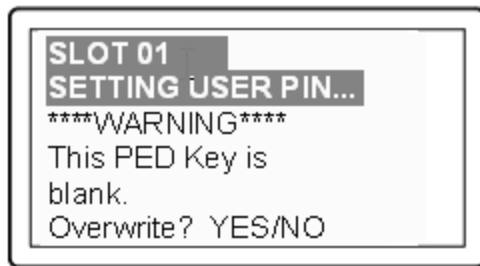 SLOT 01
SETTING USER PIN...
****WARNING****
This PED Key is
blank.
Overwrite? YES/NO